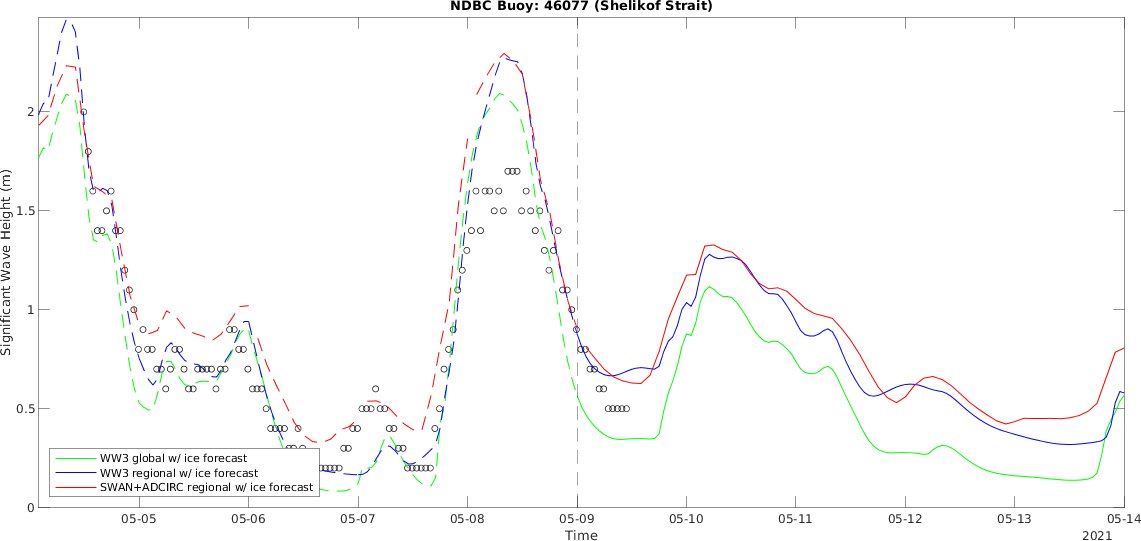 NDBC Buoy: 46077 (Shelikof Strait)
Significant Wave Height (m)
2
1.5
1
0.5
0
WW3 global w/ ice forecast
WW3 regional w/ ice forecast
SWAN+ADCIRC regional w/ ice forecast
05-05 05-06 05-07 05-08 05-09 05-10 05-11 05-12 05-13 05-14
Time
2021